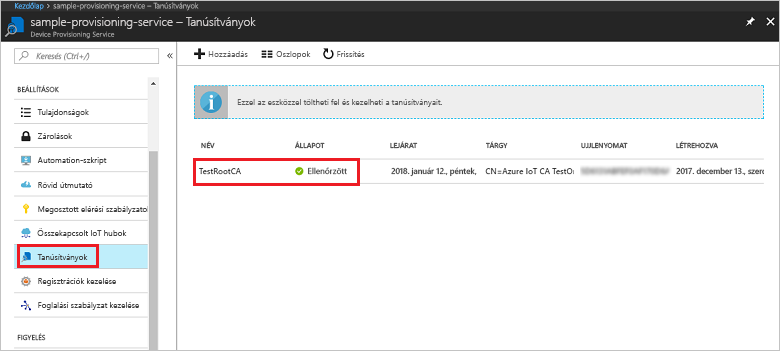 Kezdőlap > sample-provisioning-service – Tanúsítványok
sample-provisioning-service – Tanúsítványok
Device Provisioning Service
Keresés (Ctrl+/)
Hozzáadás Oszlopok Frissítés
BEÁLLÍTÁSOK
Tulajdonságok
Zárolások
Automation-szkript
Rövid útmutató
Megosztott elérési szabályzatol
Összekapcsolt IoT hubok
Tanúsítványok
Regisztrációk kezelése
Foglalási szabályzat kezelése
FIGYELÉS
Ezzel az eszközzel töltheti fel és kezelheti a tanúsítványait.
NÉV ÁLLAPOT LEJÁRAT TÁRGY UJJLENYOMAT LÉTREHOZVA
TestRootCA Ellenőrzött 2018. január 12., péntek, CN=Azure IoT CA TestO 2017. december 13., szer